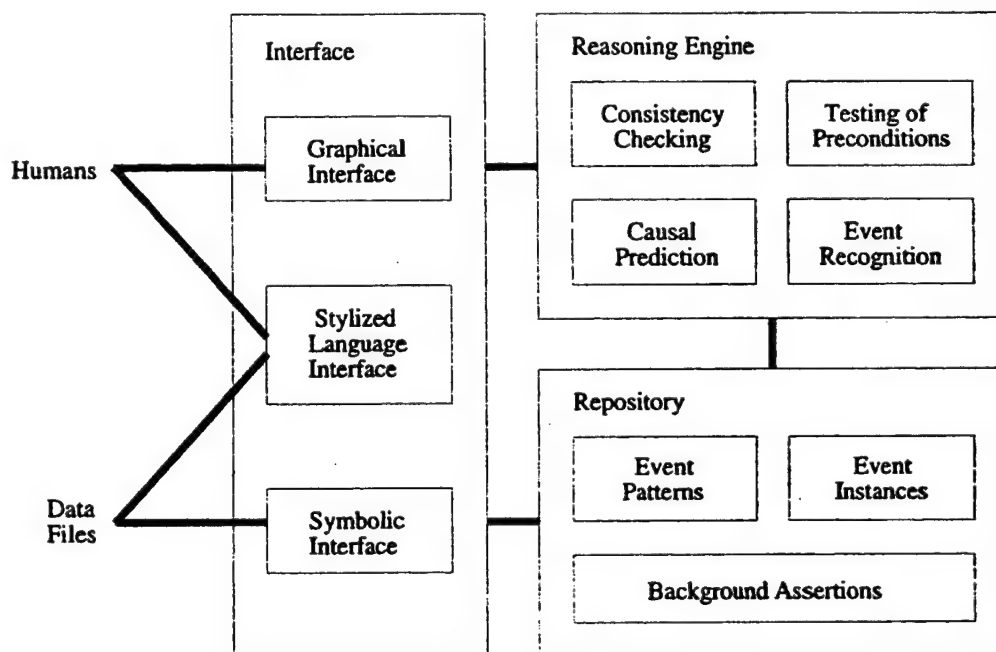 Interface
Reasoning Engine
Humans
Graphical
Interface
Consistency
Checking
Testing of
Preconditions
Causal
Prediction
Event
Recognition
Stylized
Language
Interface
Data
Files
Symbolic
Interface
Repository
Event
Patterns
Event
Instances
Background Assertions